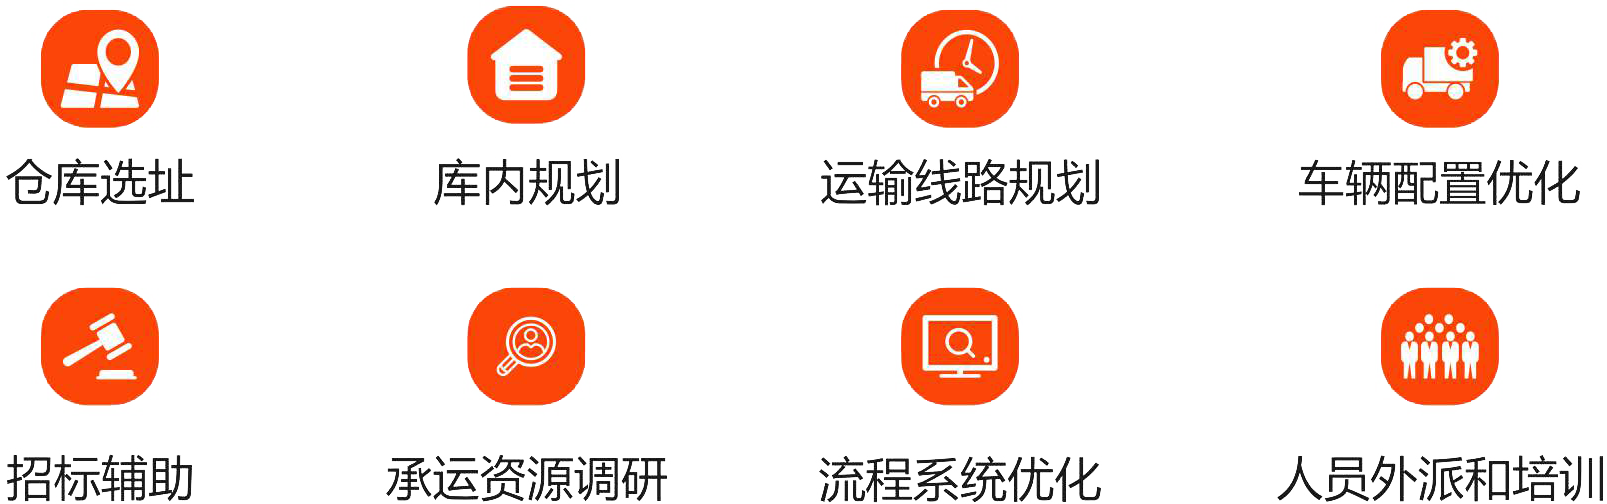 仓库选址
库内规划
运输线路规划
车辆配置优化
招标辅助
承运资源调研
流程系统优化
人员外派和培训